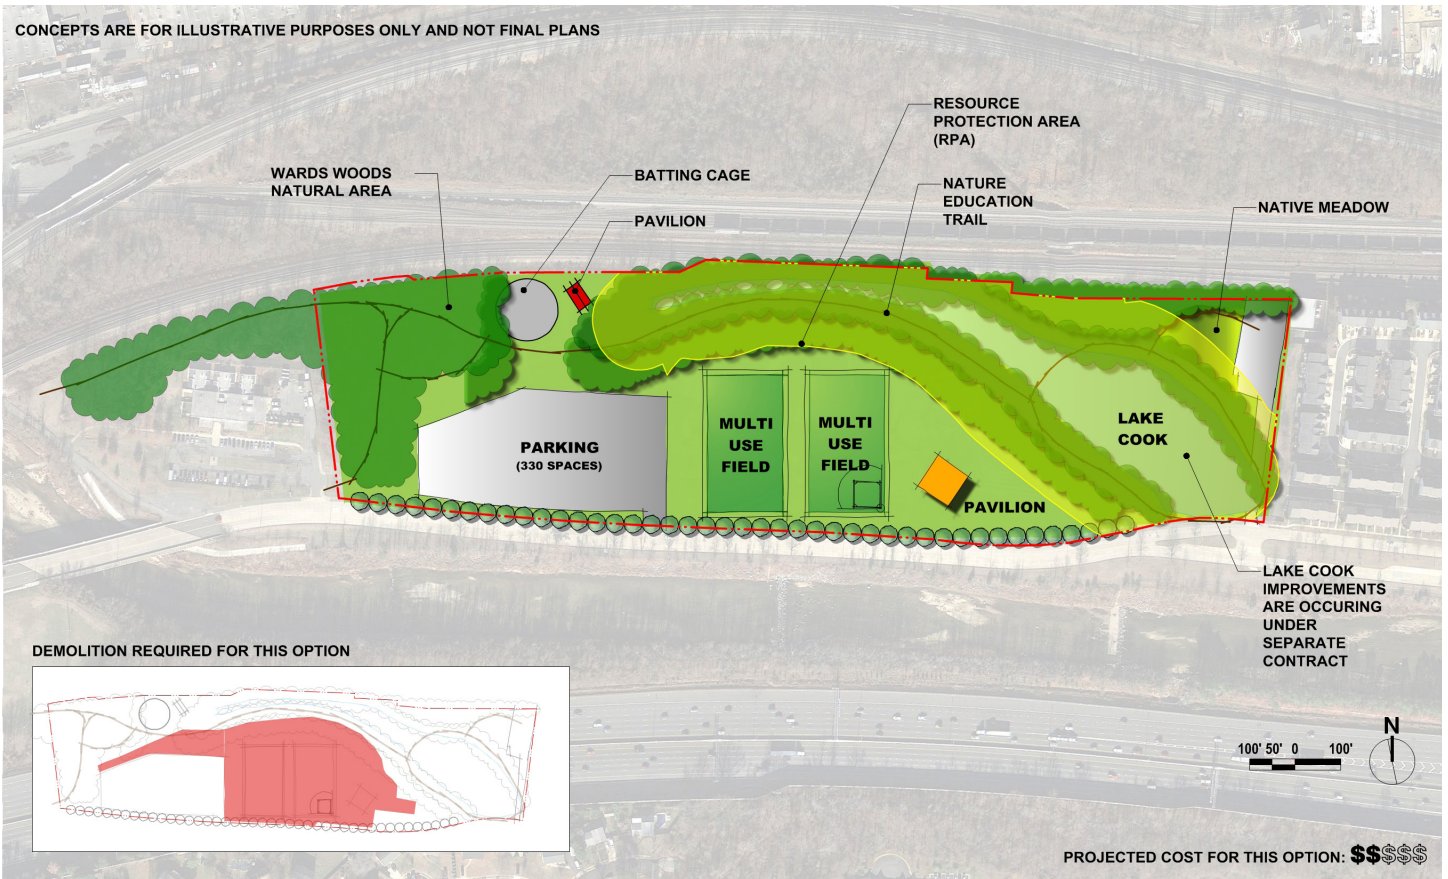 CONCEPTS ARE FOR ILLUSTRATIVE PURPOSES ONLY AND NOT FINAL PLANS
RESOURCE
PROTECTION AREA
(RPA)
WARDS WOODS
NATURAL AREA
BATTING CAGE
NATURE
EDUCATION
TRAIL
PAVILION
NATIVE MEADOW
PARKING
(330 SPACES)
MULTI
USE
FIELD
MULTI
USE
FIELD
LAKE
COOK
PAVILION
LAKE COOK
IMPROVEMENTS
ARE OCCURING
UNDER
SEPARATE
CONTRACT
DEMOLITION REQUIRED FOR THIS OPTION
N
100' 50' 0 100'
PROJECTED COST FOR THIS OPTION: $$$$$